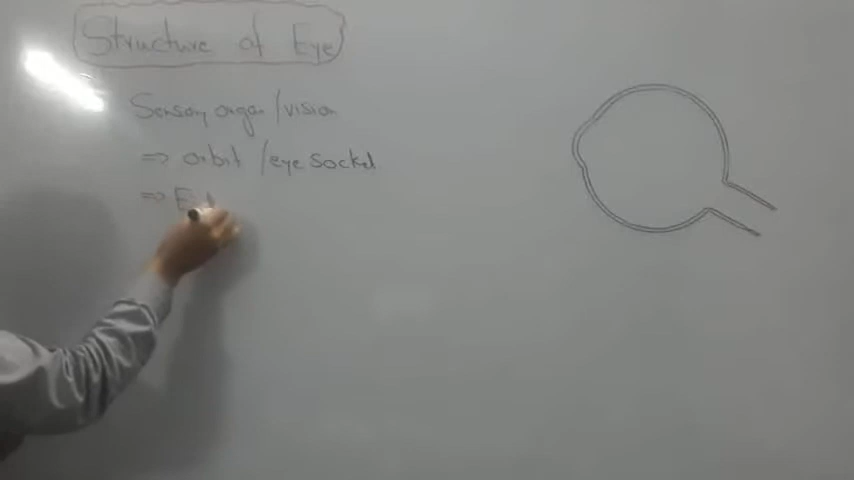 Structure of Eye
Sensory organ/vision
=> orbit /eye socket
=>